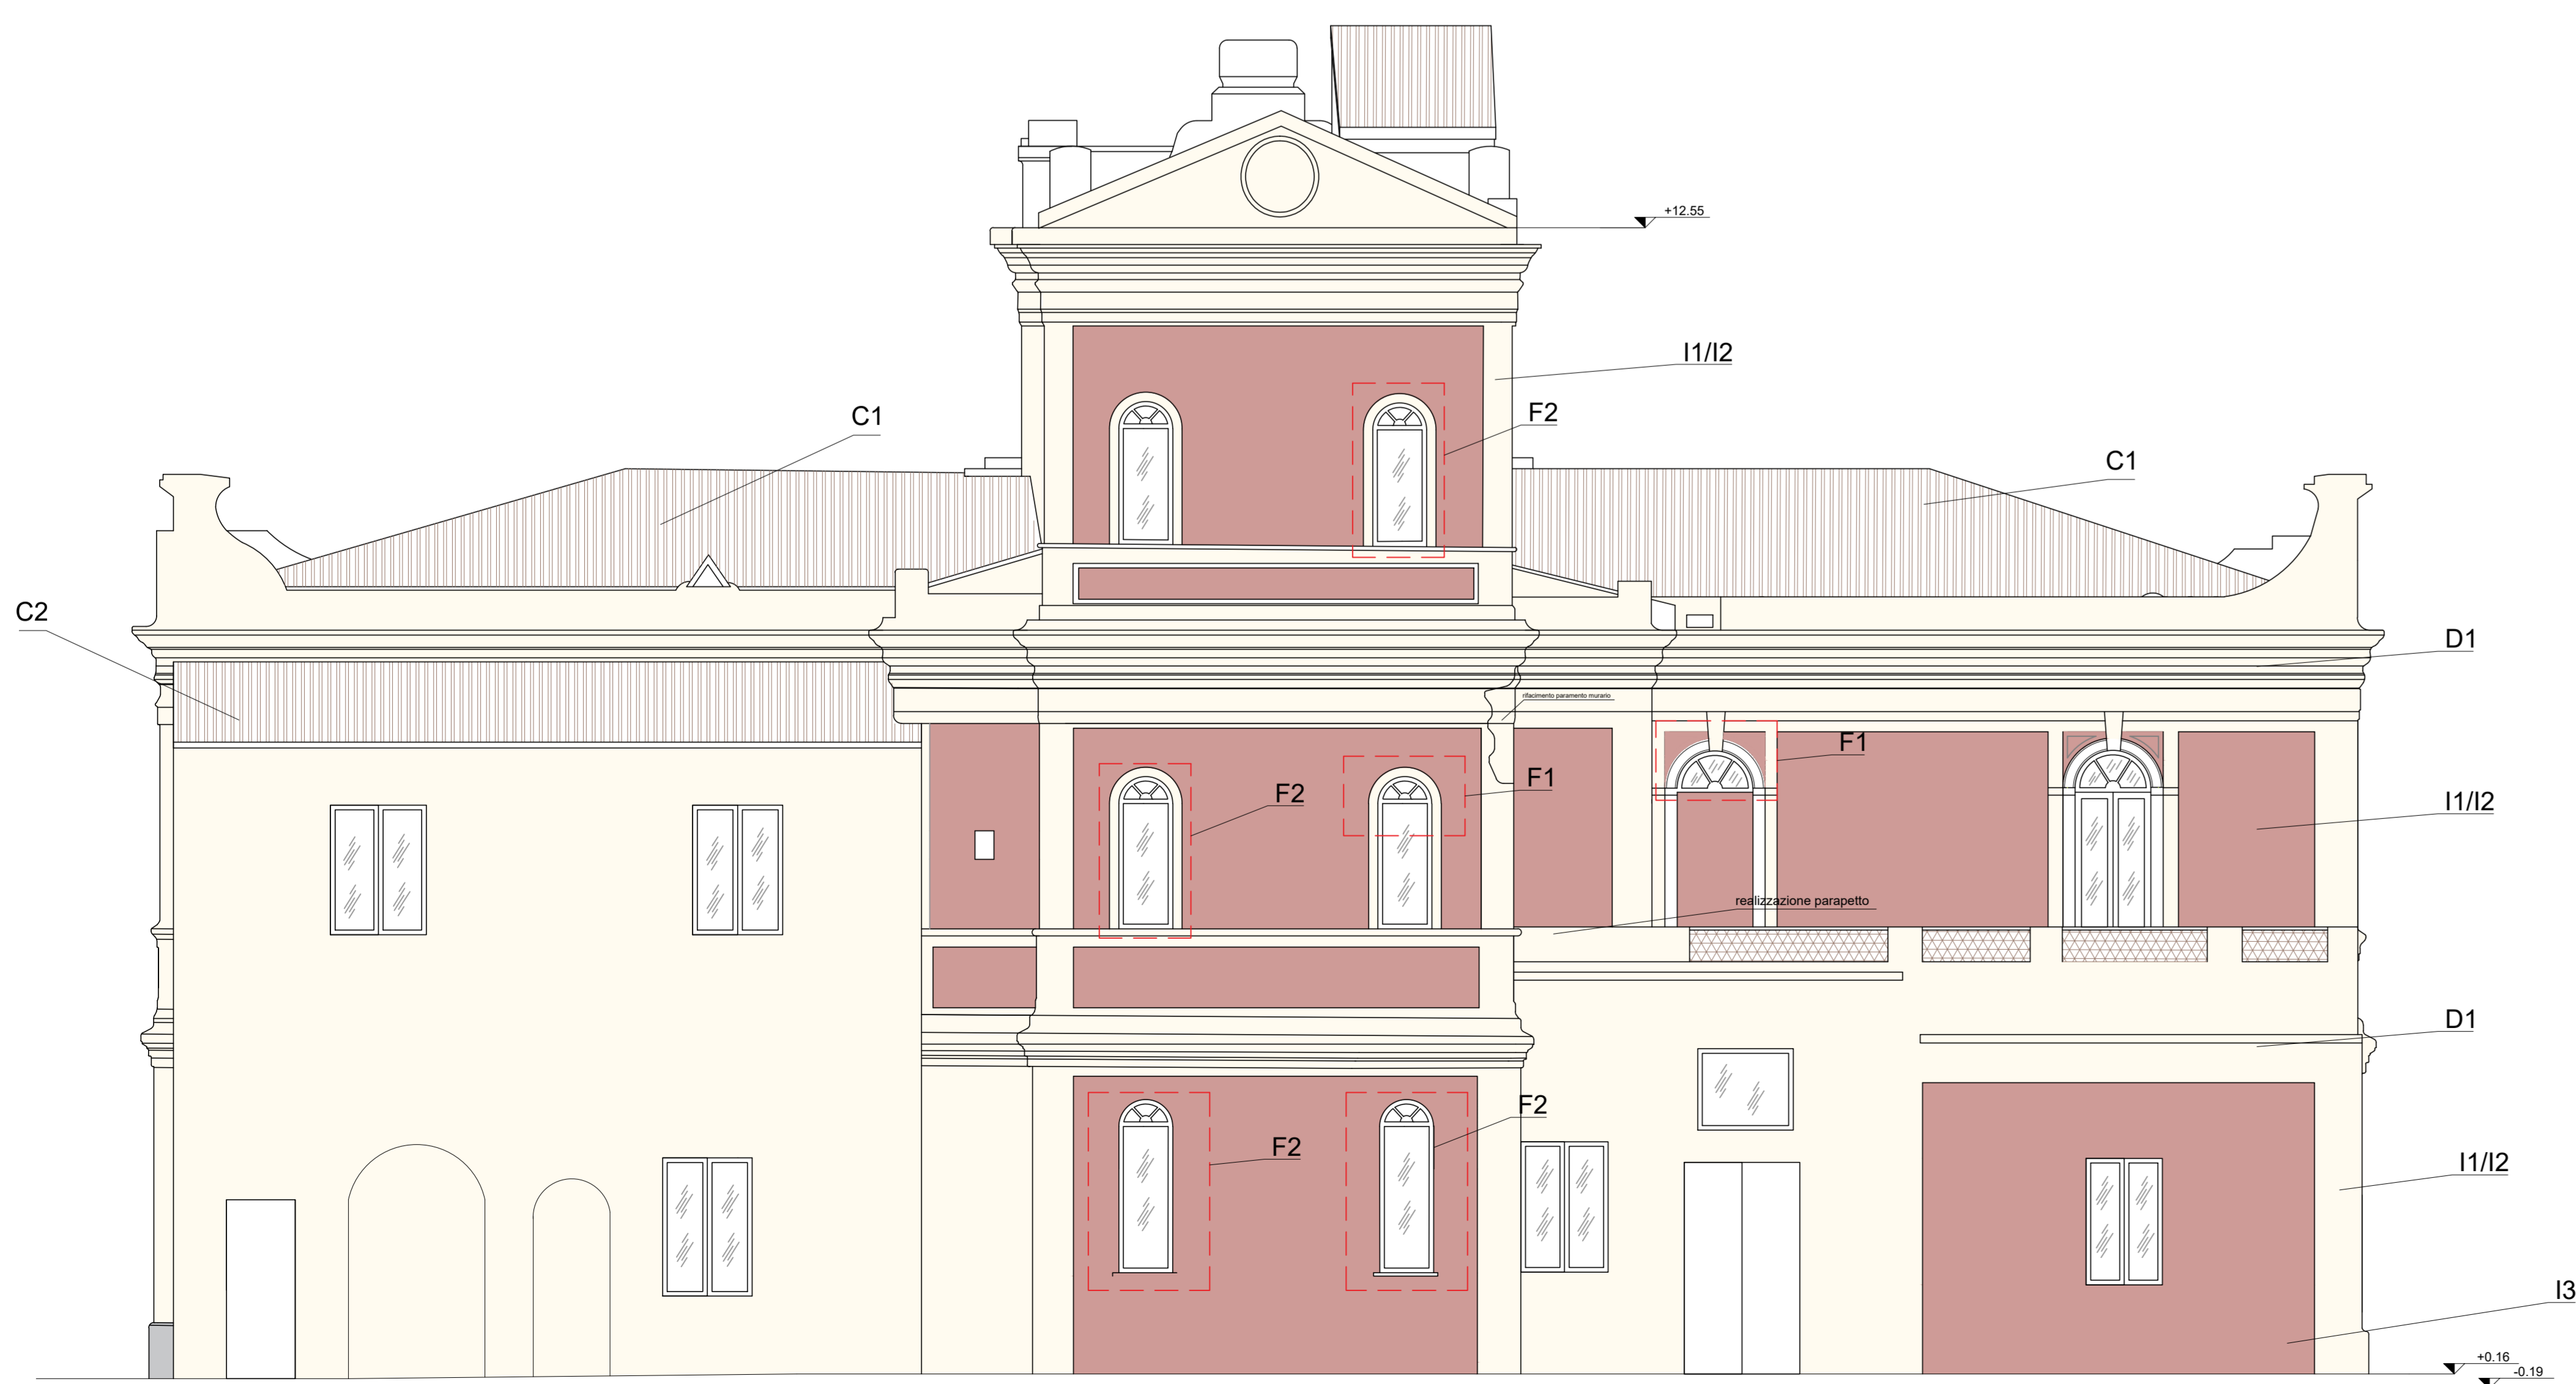 +12.55
I1/I2
C1
F2
C1
C2
D1
rifacimento paramento murario
F1
F2
F1
I1/I2
realizzazione parapetto
D1
F2
F2
I1/I2
I3
+0.16
-0.19